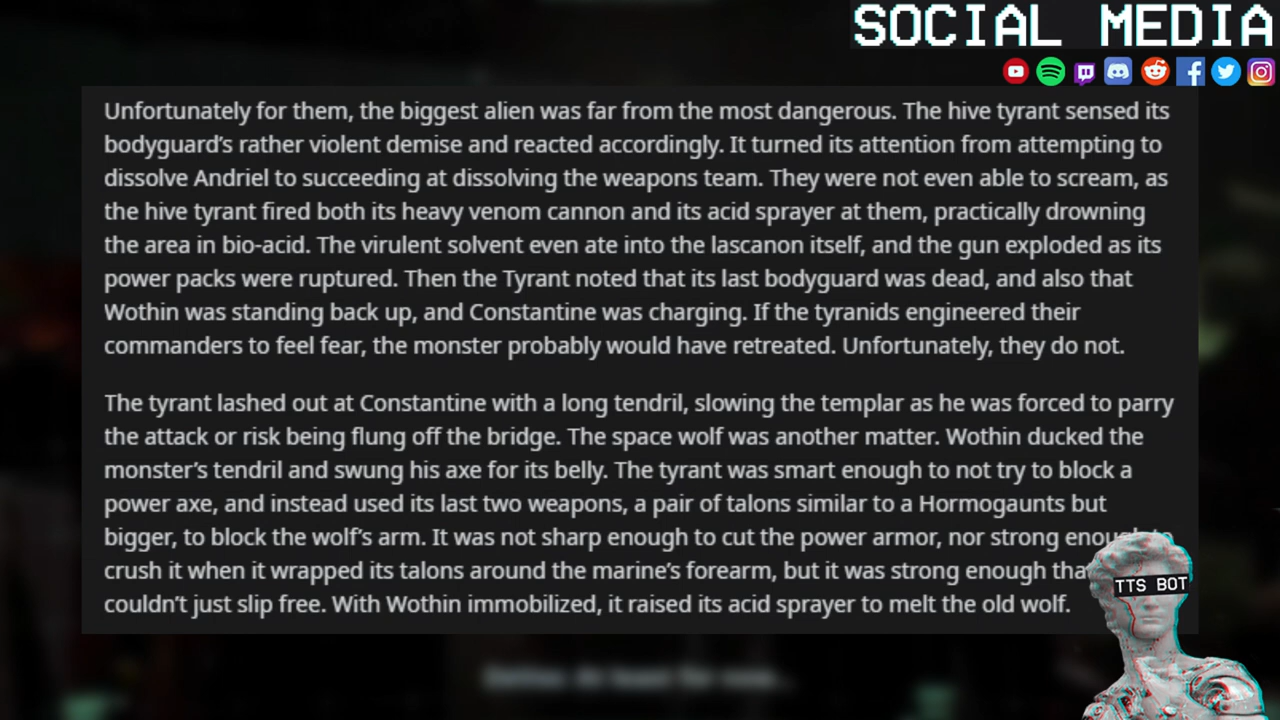 SOCIAL MEDIA
Unfortunately for them, the biggest alien was far from the most dangerous. The hive tyrant sensed its
bodyguard's rather violent demise and reacted accordingly. It turned its attention from attempting to
dissolve Andriel to succeeding at dissolving the weapons team. They were not even able to scream, as
the hive tyrant fired both its heavy venom cannon and its acid sprayer at them, practically drowning
the area in bio-acid. The virulent solvent even ate into the lascanon itself, and the gun exploded as its
power packs were ruptured. Then the Tyrant noted that its last bodyguard was dead, and also that
Wothin was standing back up, and Constantine was charging. If the tyranids engineered their
commanders to feel fear, the monster probably would have retreated. Unfortunately, they do not.
The tyrant lashed out at Constantine with a long tendril, slowing the templar as he was forced to parry
the attack or risk being flung off the bridge. The space wolf was another matter. Wothin ducked the
monster's tendril and swung his axe for its belly. The tyrant was smart enough to not try to block a
power axe, and instead used its last two weapons, a pair of talons similar to a Hormogaunts but
bigger, to block the wolf's arm. It was not sharp enough to cut the power armor, nor strong
crush it when it wrapped its talons around the marine's forearm, but it was strong enough
couldn't just slip free. With Wothin immobilized, it raised its acid sprayer to melt the old wolf.
TTS BOT